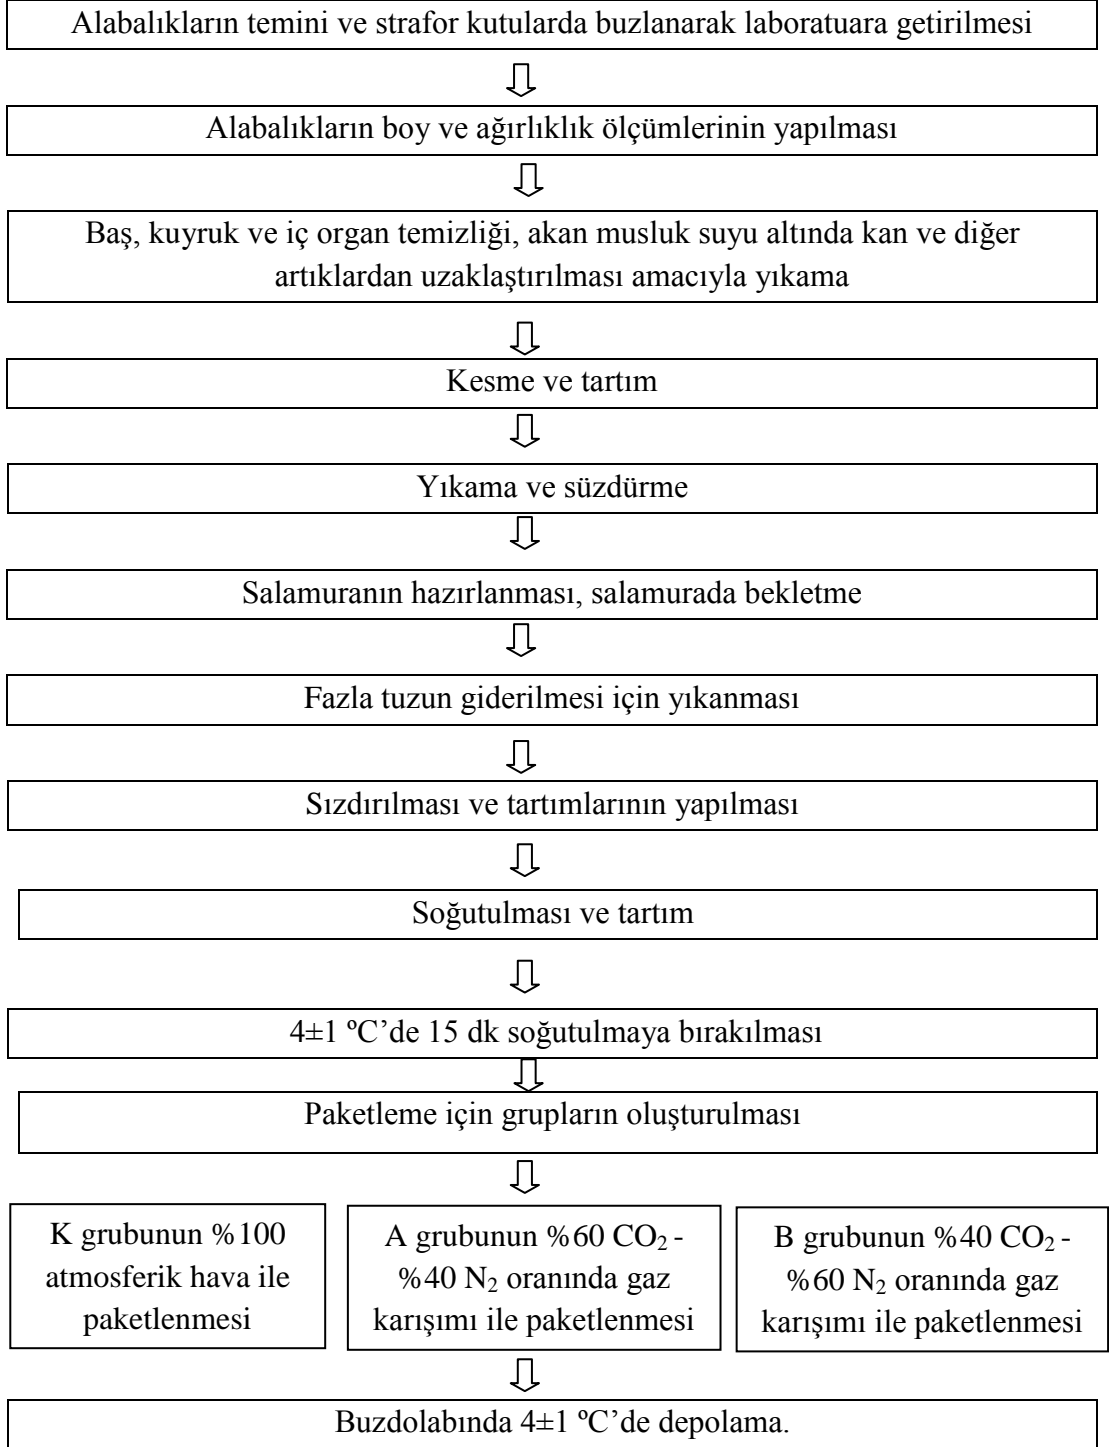 Alabalıkların temini ve strafor kutularda buzlanarak laboratuara getirilmesi
Alabalıkların boy ve ağırlıklık ölçümlerinin yapılması
Baş, kuyruk ve iç organ temizliği, akan musluk suyu altında kan ve diğer
artıklardan uzaklaştırılması amacıyla yıkama
Kesme ve tartım
Yıkama ve süzdürme
Salamuranın hazırlanması, salamurada bekletme
Fazla tuzun giderilmesi için yıkanması
Sızdırılması ve tartımlarının yapılması
Soğutulması ve tartım
4±1 ºC’de 15 dk soğutulmaya bırakılması
Paketleme için grupların oluşturulması
K grubunun %100
atmosferik hava ile
paketlenmesi
A grubunun %60 CO₂ -
%40 N₂ oranında gaz
karışımı ile paketlenmesi
B grubunun %40 CO₂ -
%60 N₂ oranında gaz
karışımı ile paketlenmesi
Buzdolabında 4±1 ºC’de depolama.